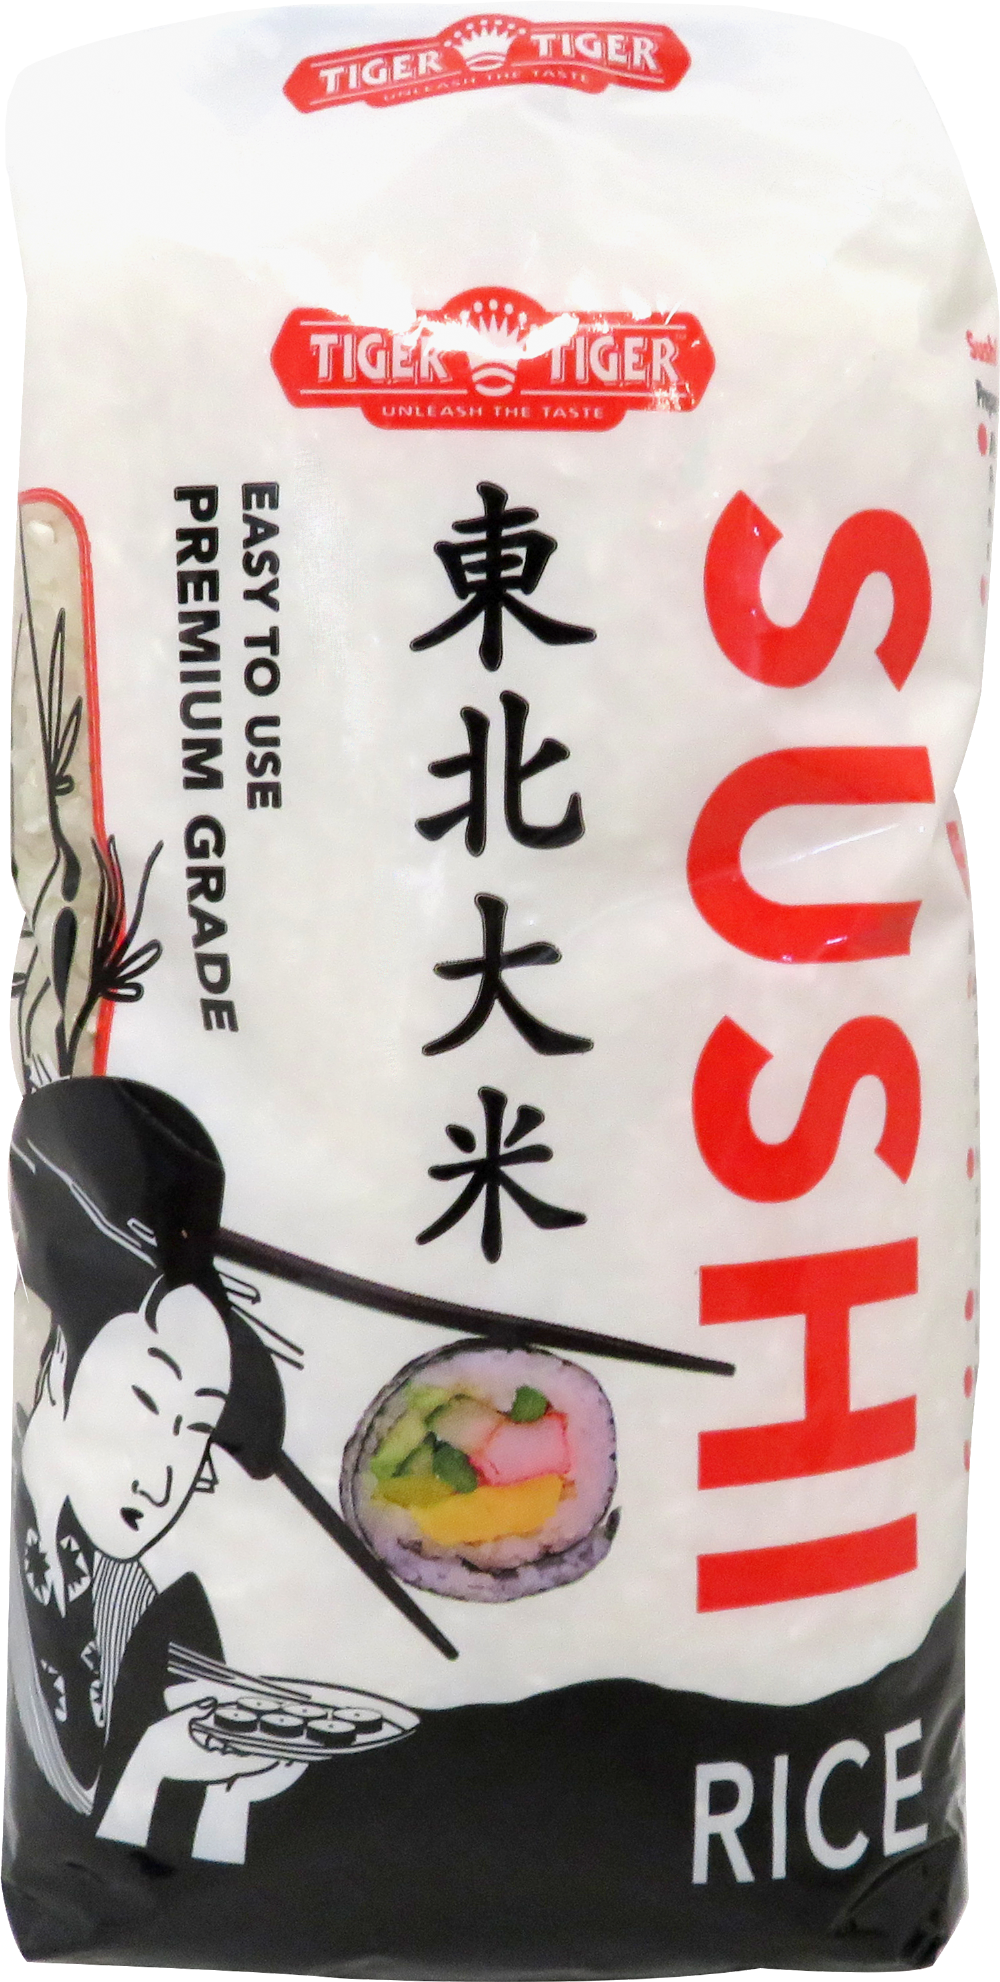 TIGER TIGER
UNLEASH THE TASTE
TIGER TIGER
UNLEASH THE TASTE
SUSHI
東北大米
EASY TO USE
PREMIUM GRADE
RICE